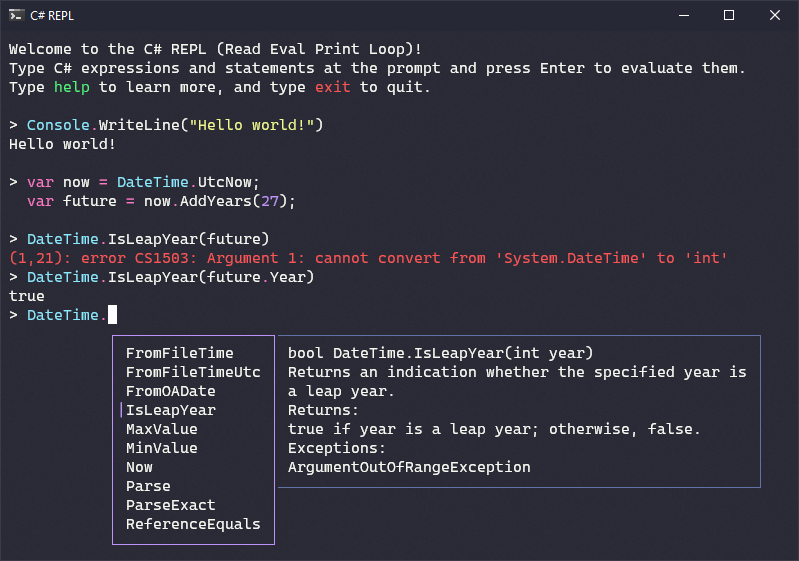 C# REPL
Welcome to the C# REPL (Read Eval Print Loop)!
Type C# expressions and statements at the prompt and press Enter to evaluate them.
Type help to learn more, and type exit to quit.
> Console.WriteLine("Hello world!")
Hello world!
> var now = DateTime.UtcNow;
var future = now.AddYears(27);
> DateTime.IsLeapYear(future)
(1,21): error CS1503: Argument 1: cannot convert from 'System.DateTime' to 'int'
> DateTime.IsLeapYear(future.Year)
true
> DateTime.
FromFileTime
FromFileTimeUtc
FromOADate
IsLeapYear
MaxValue
MinValue
Now
Parse
ParseExact
ReferenceEquals
bool DateTime.IsLeapYear(int year)
Returns an indication whether the specified year is
a leap year.
Returns:
true if year is a leap year; otherwise, false.
Exceptions:
ArgumentOutOfRangeException